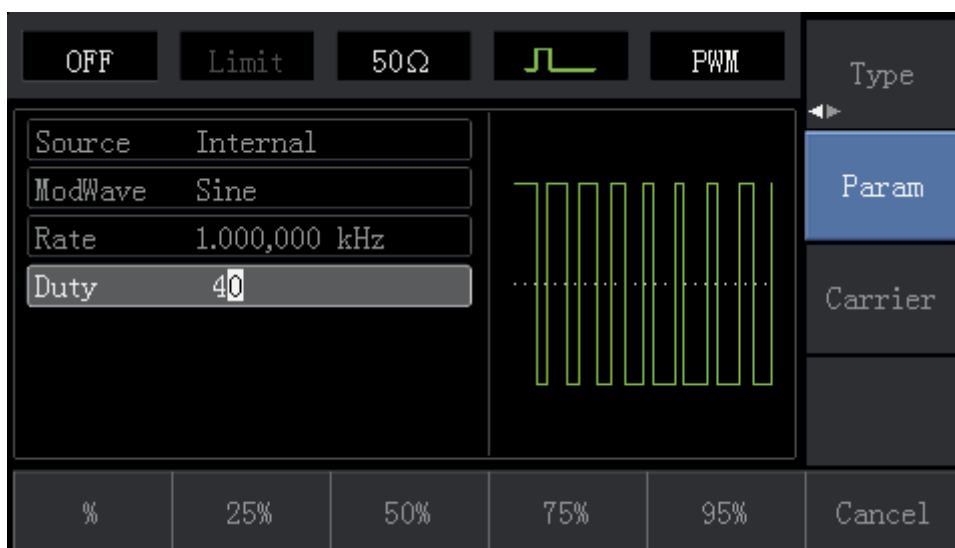 OFF Limit 50Ω PWM Type
Source Internal
ModWave Sine
Param
Rate 1.000,000 kHz
Duty 40
Carrier
% 25% 50% 75% 95% Cancel